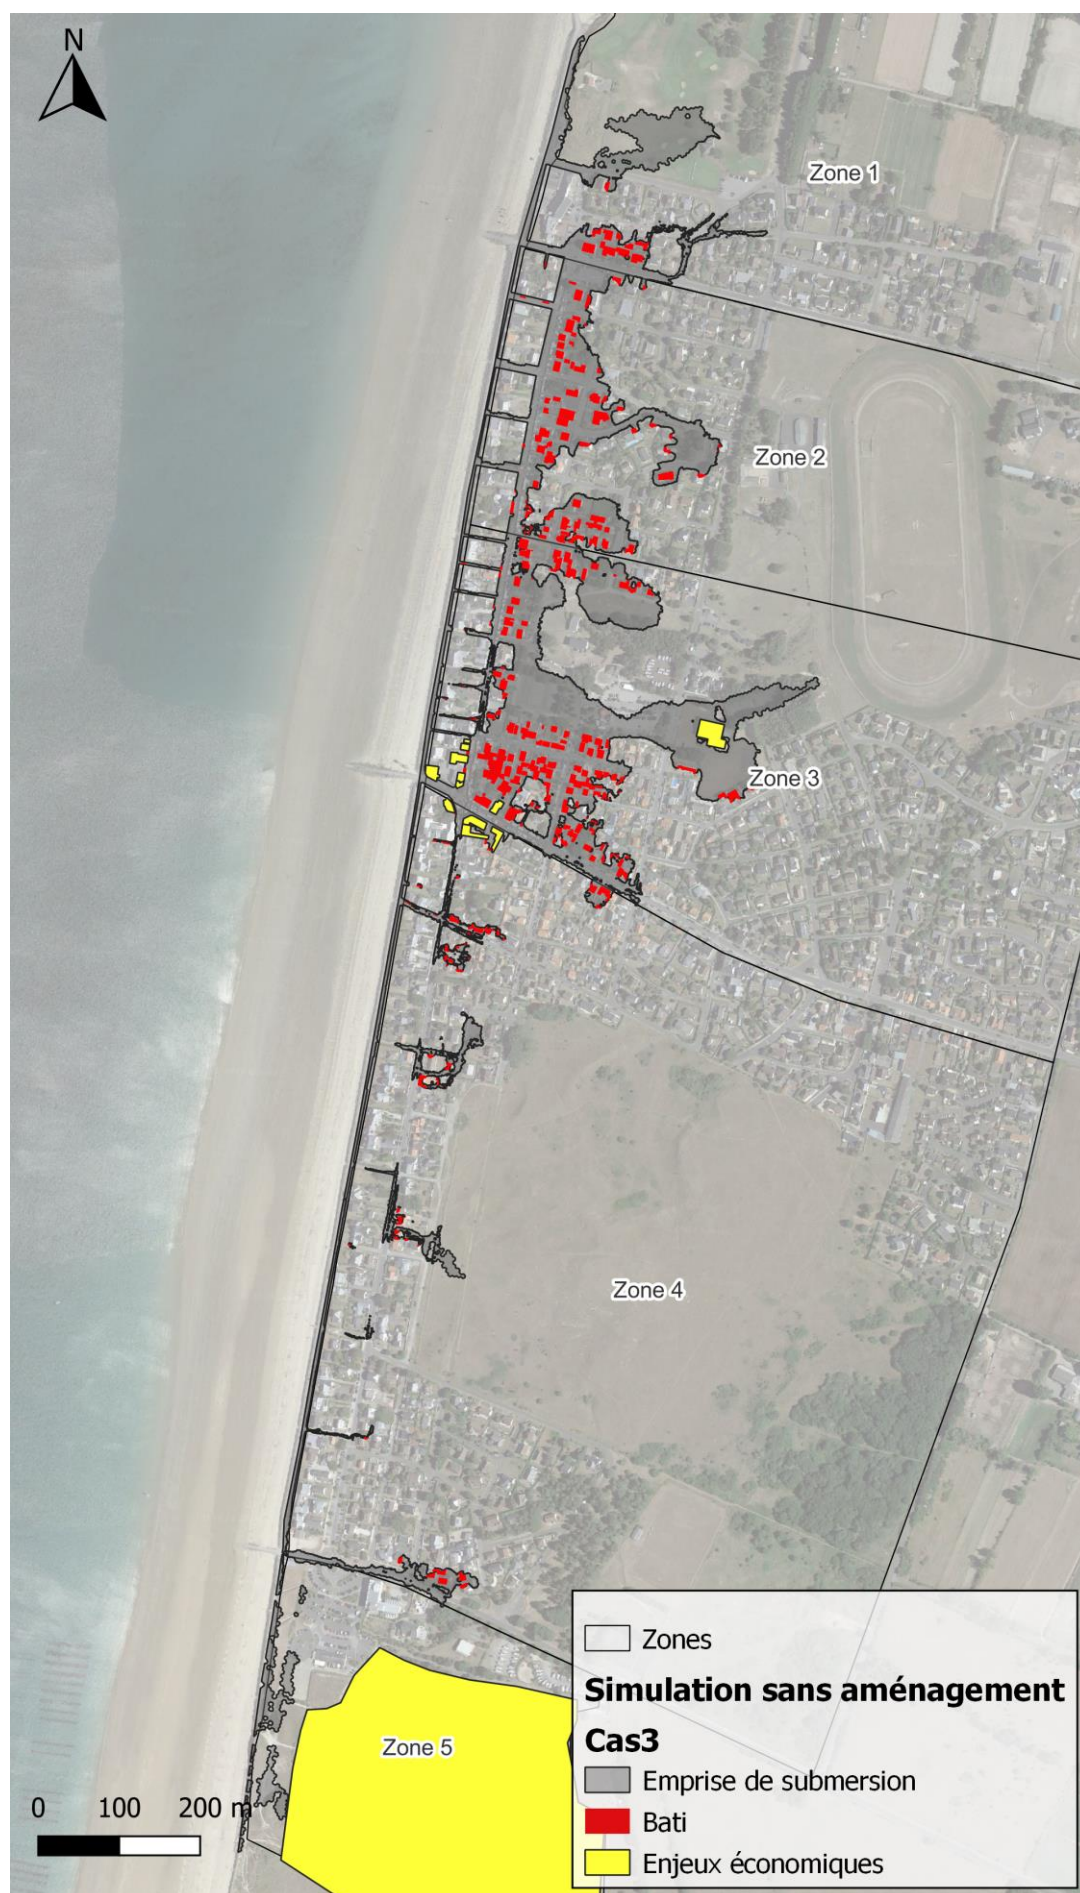 N
Zone 1
Zone 2
Zone 3
Zone 4
Zone 5
0 100 200 m
Zones
Simulation sans aménagement
Cas3
Emprise de submersion
Bati
Enjeux économiques